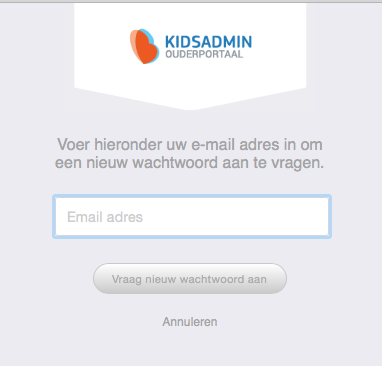 KIDSADMIN
OUDERPORTAAL
Voer hieronder uw e-mail adres in om
een nieuw wachtwoord aan te vragen.
Email adres
Vraag nieuw wachtwoord aan
Annuleren